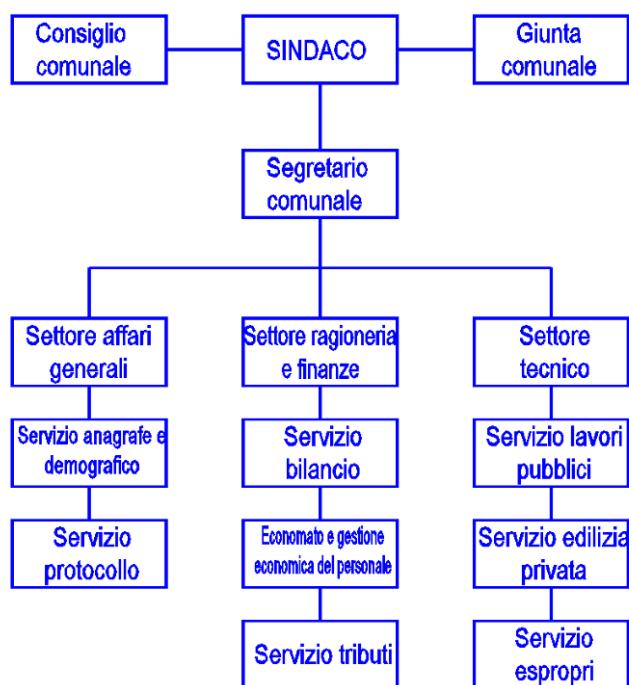 Consiglio
comunale
SINDACO
Giunta
comunale
Segretario
comunale
Settore affari
generali
Settore ragioneria
e finanze
Settore
tecnico
Servizio anagrafe e
demografico
Servizio
bilancio
Servizio lavori
pubblici
Servizio
protocollo
Economato e gestione
economica del personale
Servizio edilizia
privata
Servizio tributi
Servizio
espropri